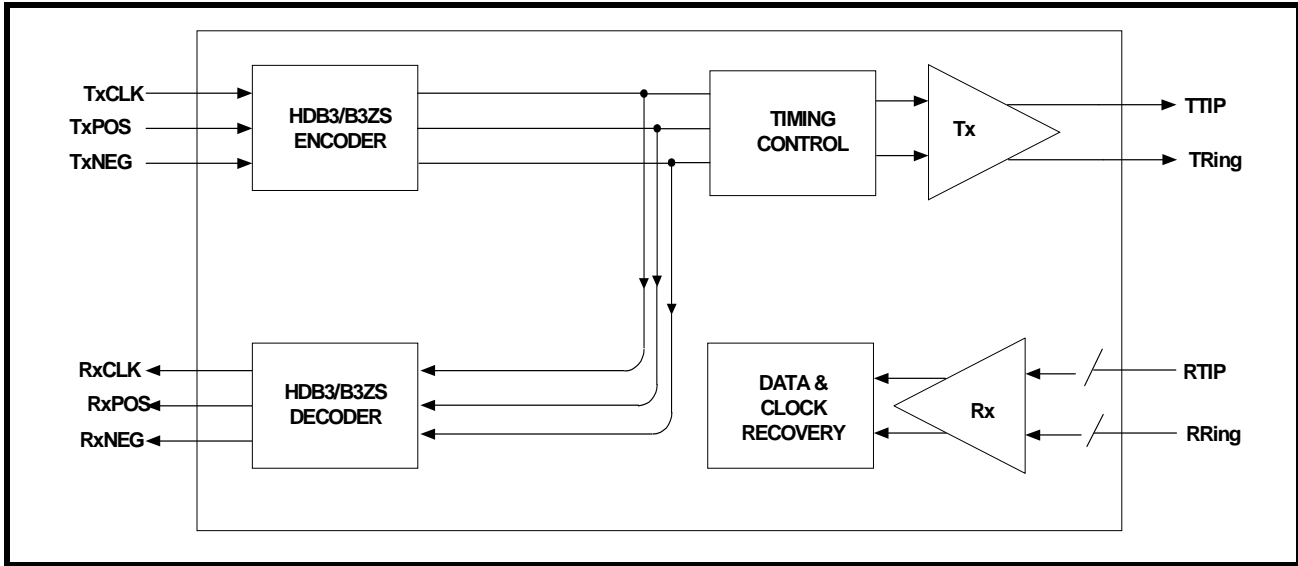 TxCLK
TxPOS
TxNEG
HDB3/B3ZS
ENCODER
TIMING
CONTROL
Tx
TTIP
TRing
RxCLK
RxPOS
RxNEG
HDB3/B3ZS
DECODER
DATA &
CLOCK
RECOVERY
Rx
RTIP
RRing